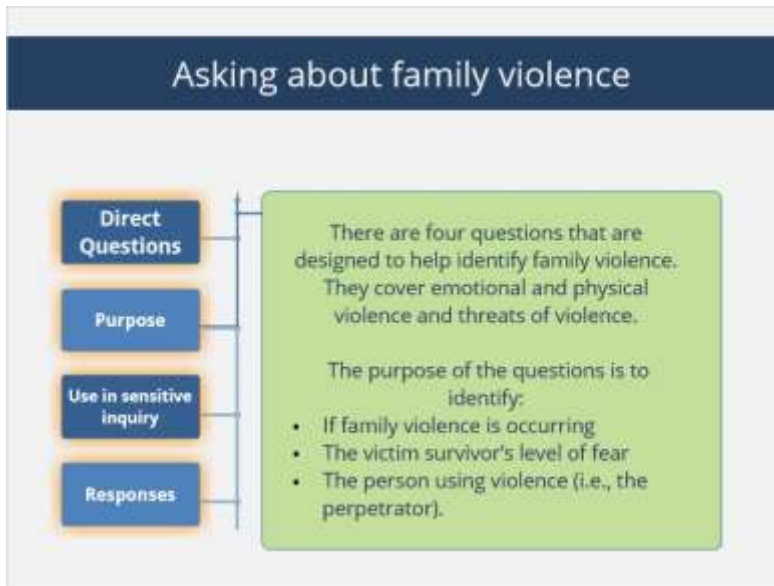 Asking about family violence
Direct
Questions
Purpose
Use in sensitive
inquiry
Responses
There are four questions that are
designed to help identify family violence.
They cover emotional and physical
violence and threats of violence.
The purpose of the questions is to
identify:
• If family violence is occurring
• The victim survivor's level of fear
• The person using violence (i.e., the
perpetrator).